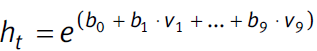 h_t = e^{(b_0 + b_1 · v_1 + ... + b_9 · v_9)}